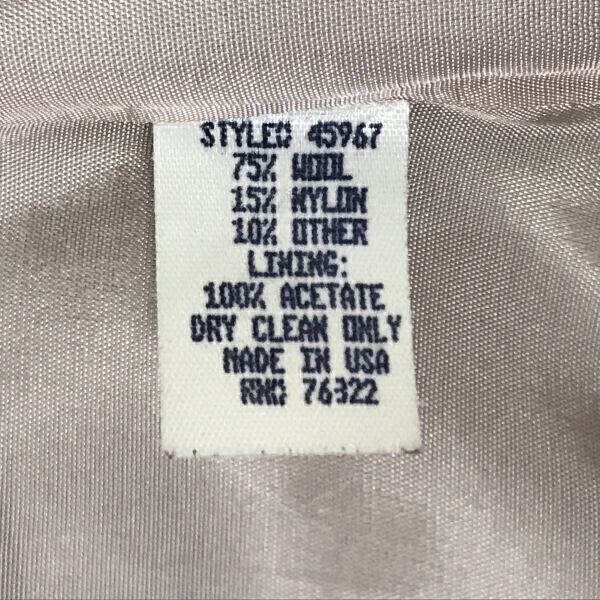 STYLE# 45967
75% WOOL
15% NYLON
10% OTHER
LINING:
100% ACETATE
DRY CLEAN ONLY
MADE IN USA
RN# 76322